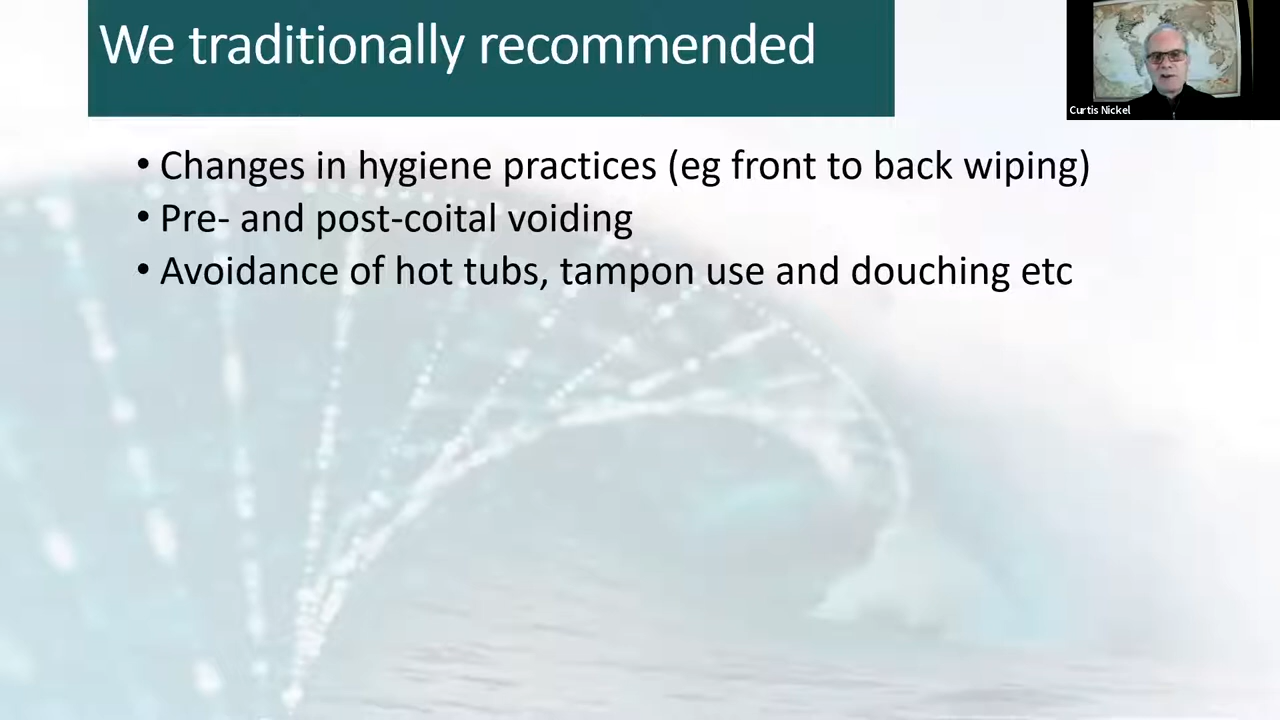 We traditionally recommended
Curtis Nickel
• Changes in hygiene practices (eg front to back wiping)
• Pre- and post-coital voiding
• Avoidance of hot tubs, tampon use and douching etc